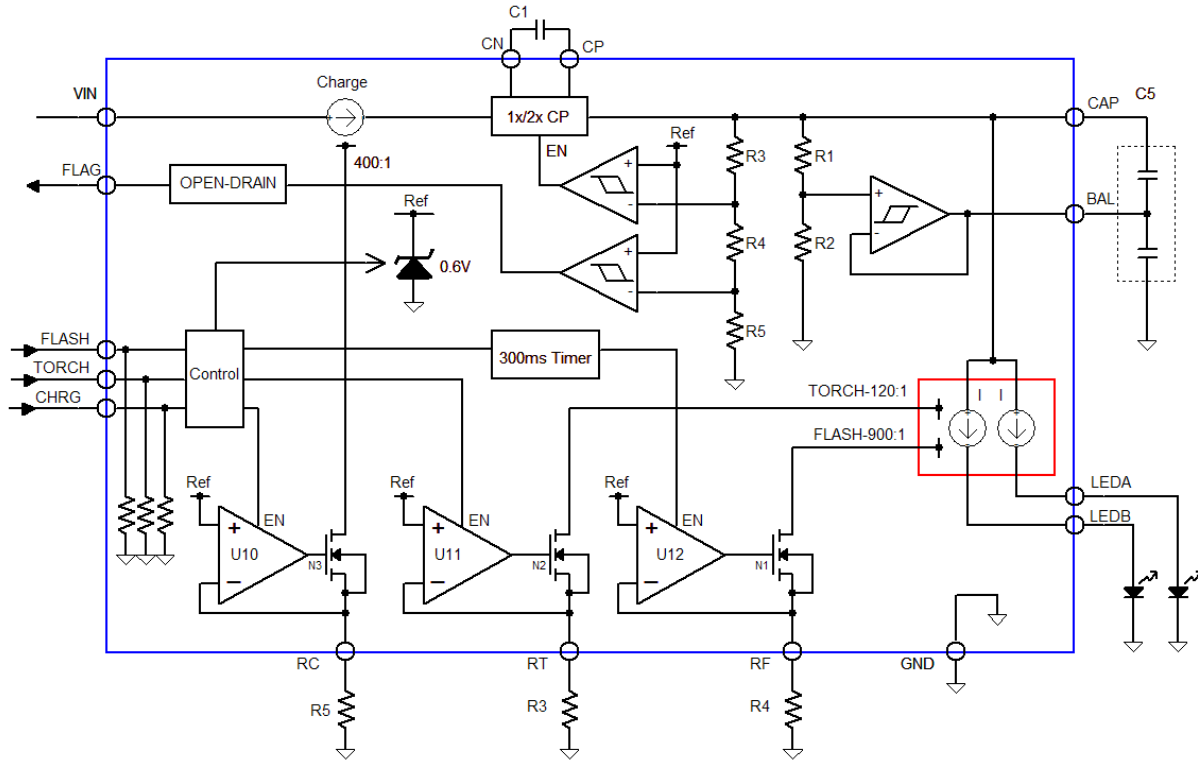 C1
CN
CP
VIN
Charge
1x/2x CP
CAP
C5
EN
Ref
400:1
FLAG
OPEN-DRAIN
+
-
R3
R1
+
-
BAL
Ref
0.6V
R4
R2
+
-
R5
FLASH
TORCH
CHRG
Control
300ms Timer
TORCH-120:1
FLASH-900:1
I
I
LEDA
LEDB
Ref
EN
+
−
U10
N3
Ref
EN
+
−
U11
N2
Ref
EN
+
−
U12
N1
RC
RT
RF
GND
R5
R3
R4